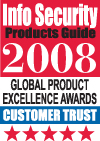 Info Security
Products Guide
2008
GLOBAL PRODUCT
EXCELLENCE AWARDS
CUSTOMER TRUST